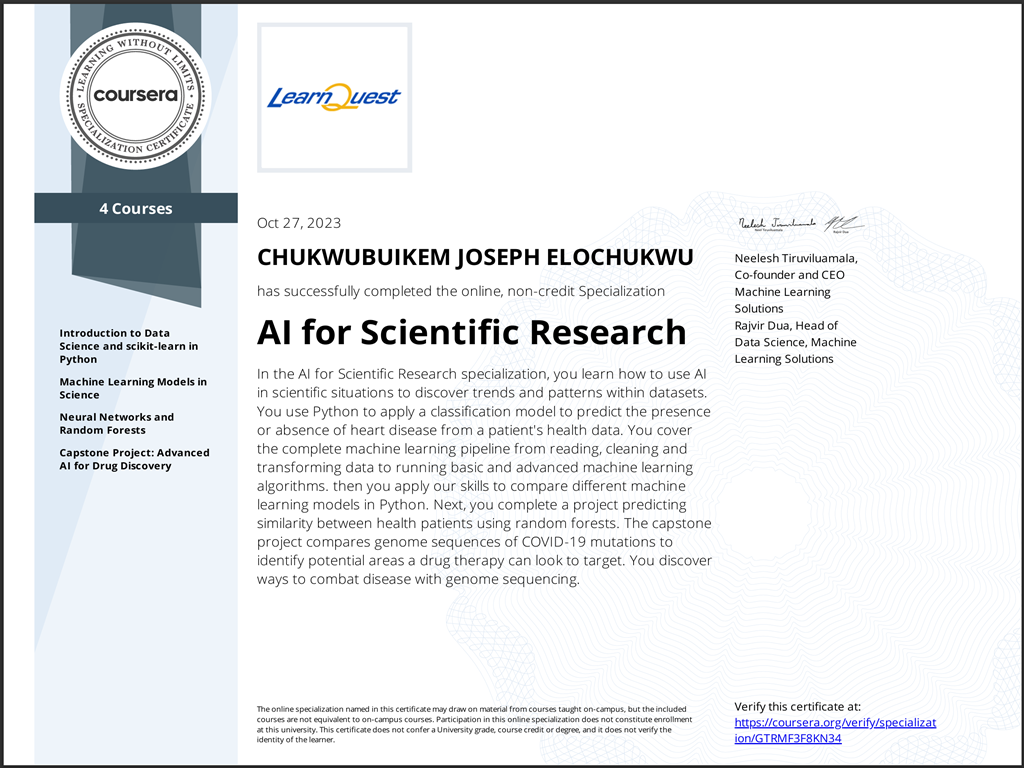 LEARNING WITHOUT LIMITS
coursera
SPECIALIZATION CERTIFICATE
LearnQuest
4 Courses
Introduction to Data
Science and scikit-learn in
Python
Machine Learning Models in
Science
Neural Networks and
Random Forests
Capstone Project: Advanced
AI for Drug Discovery
Oct 27, 2023
CHUKWUBUIKEM JOSEPH ELOCHUKWU
has successfully completed the online, non-credit Specialization
AI for Scientific Research
In the AI for Scientific Research specialization, you learn how to use AI
in scientific situations to discover trends and patterns within datasets.
You use Python to apply a classification model to predict the presence
or absence of heart disease from a patient's health data. You cover
the complete machine learning pipeline from reading, cleaning and
transforming data to running basic and advanced machine learning
algorithms. then you apply our skills to compare different machine
learning models in Python. Next, you complete a project predicting
similarity between health patients using random forests. The capstone
project compares genome sequences of COVID-19 mutations to
identify potential areas a drug therapy can look to target. You discover
ways to combat disease with genome sequencing.
The online specialization named in this certificate may draw on material from courses taught on-campus, but the included
courses are not equivalent to on-campus courses. Participation in this online specialization does not constitute enrollment
at this university. This certificate does not confer a University grade, course credit or degree, and it does not verify the
identity of the learner.
Neelesh Tiruviluamala
Neelesh Tiruviluamala,
Co-founder and CEO
Machine Learning
Solutions
Rajvir Dua, Head of
Data Science, Machine
Learning Solutions
Verify this certificate at:
https://coursera.org/verify/specializat
ion/GTRMF3F8KN34